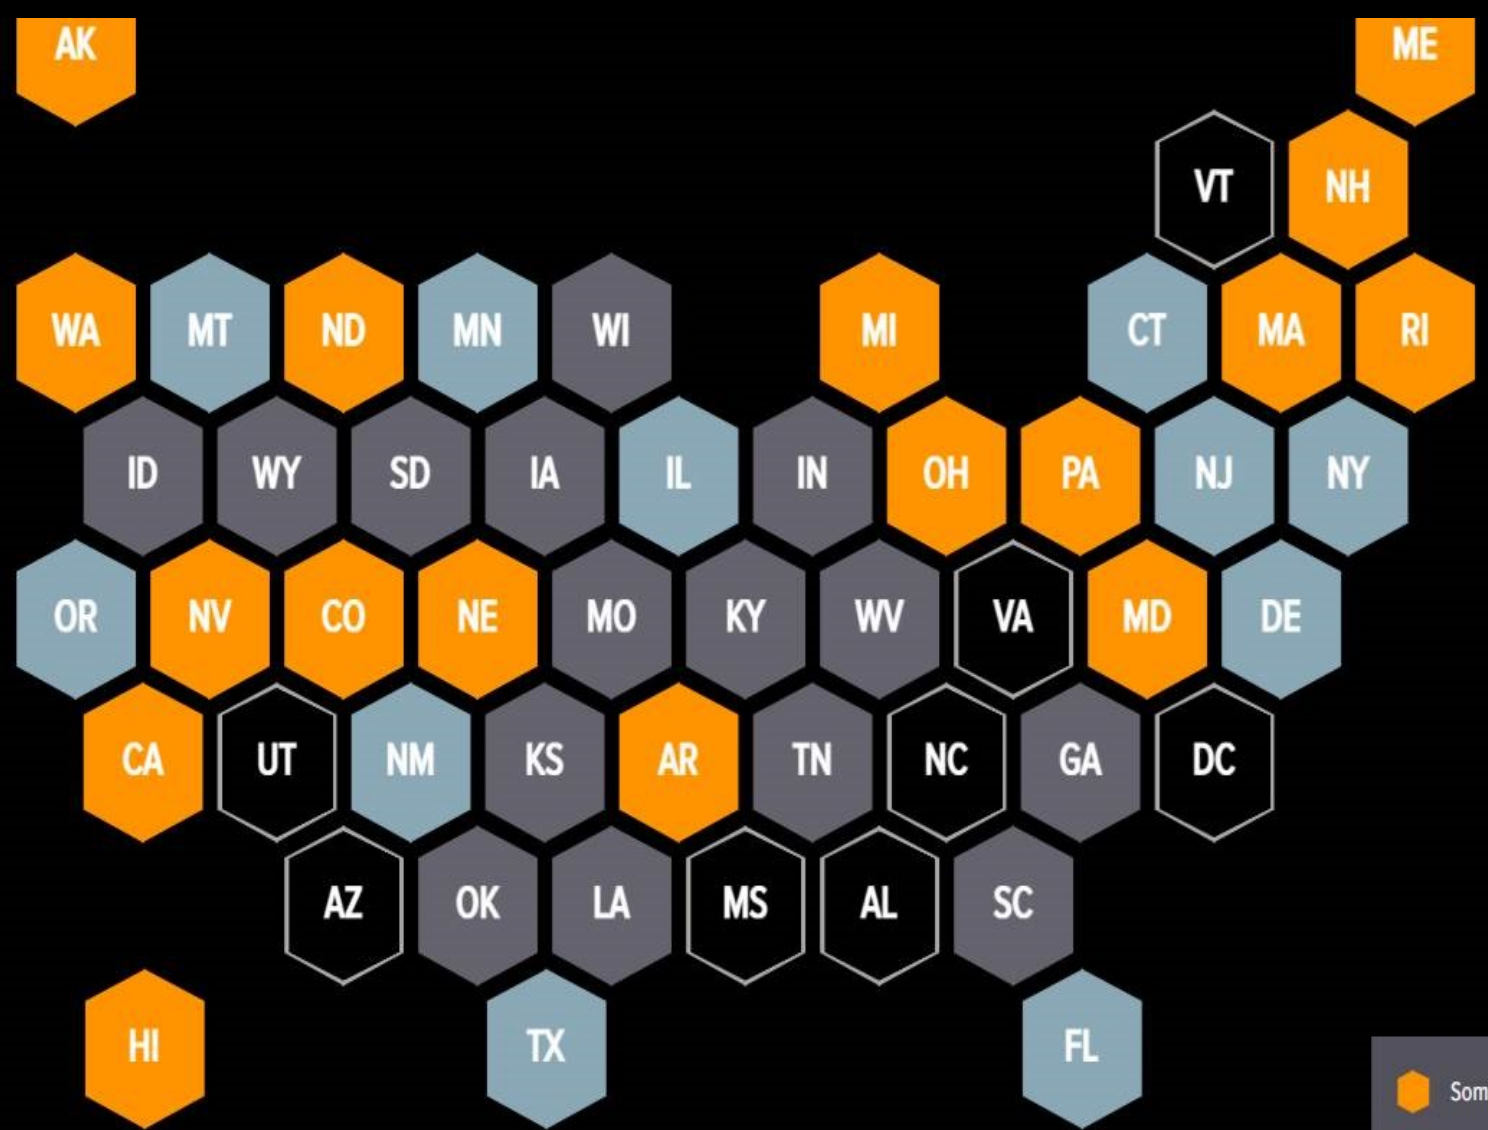 AK ME
VT NH
WA MT ND MN WI MI CT MA RI
ID WY SD IA IL IN OH PA NJ NY
OR NV CO NE MO KY WV VA MD DE
CA UT NM KS AR TN NC GA DC
AZ OK LA MS AL SC
HI TX FL
Som